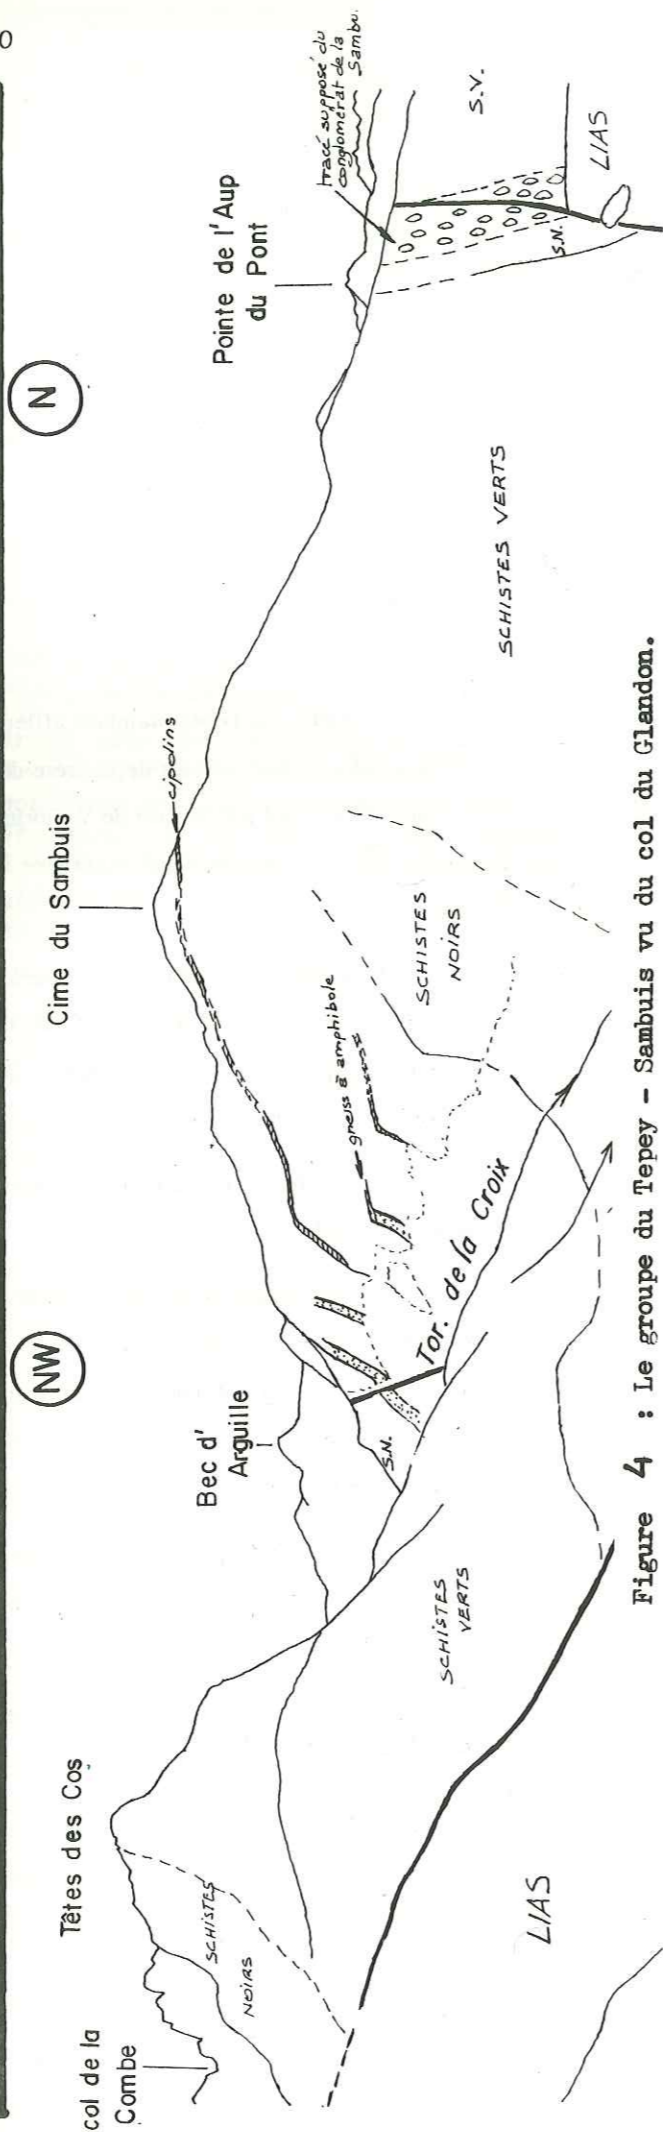 0
NW
N
col de la
Combe
Têtes des Cos
Bec d'
Arguille
Cime du Sambuis
Pointe de l'Aup
du Pont
tracé supposé du
conglomérat de la
Sambu.
cipolins
gneiss à amphibole
SCHISTES
NOIRS
S.N.
Tor. de la Croix
SCHISTES
NOIRS
SCHISTES VERTS
S.V.
S.N.
LIAS
SCHISTES
VERTS
LIAS
Figure 4 : Le groupe du Tepey - Sambuis vu du col du Glandon.